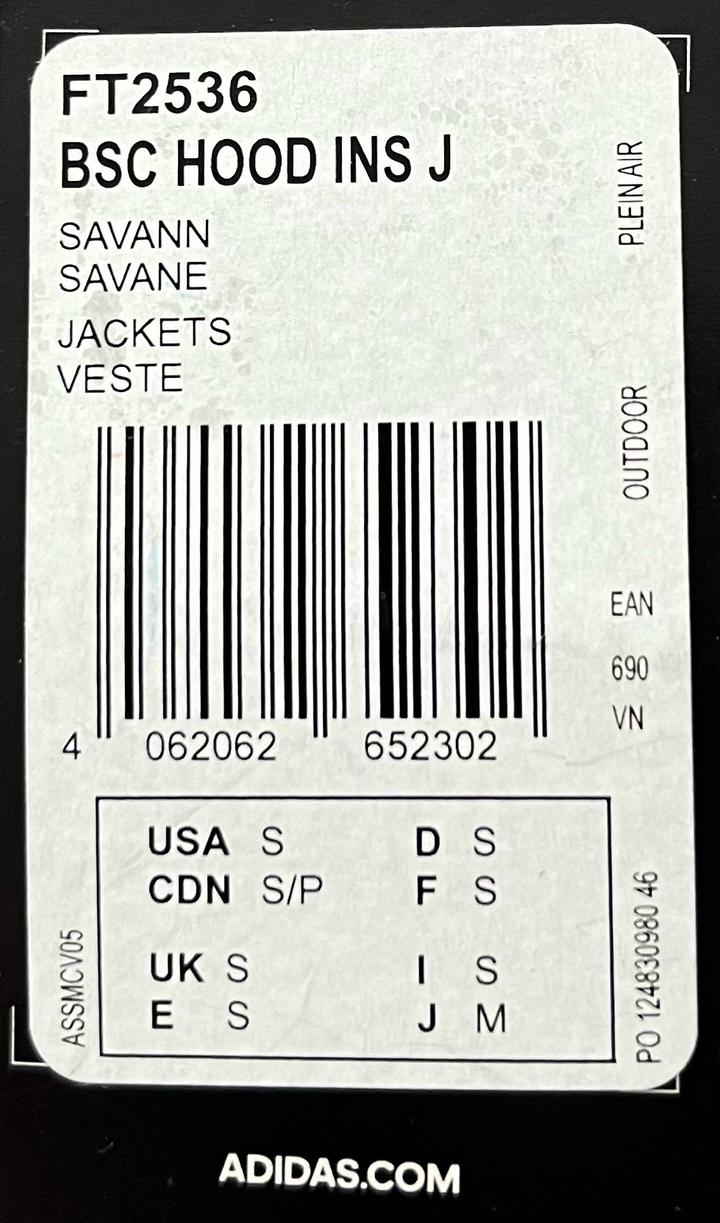 FT2536
BSC HOOD INS J
SAVANN
SAVANE
JACKETS
VESTE
PLEIN AIR
OUTDOOR
EAN
690
VN
4 062062 652302
USA S D S
CDN S/P F S
UK S I S
E S J M
ASSMCV05
PO 124830980 46
ADIDAS.COM